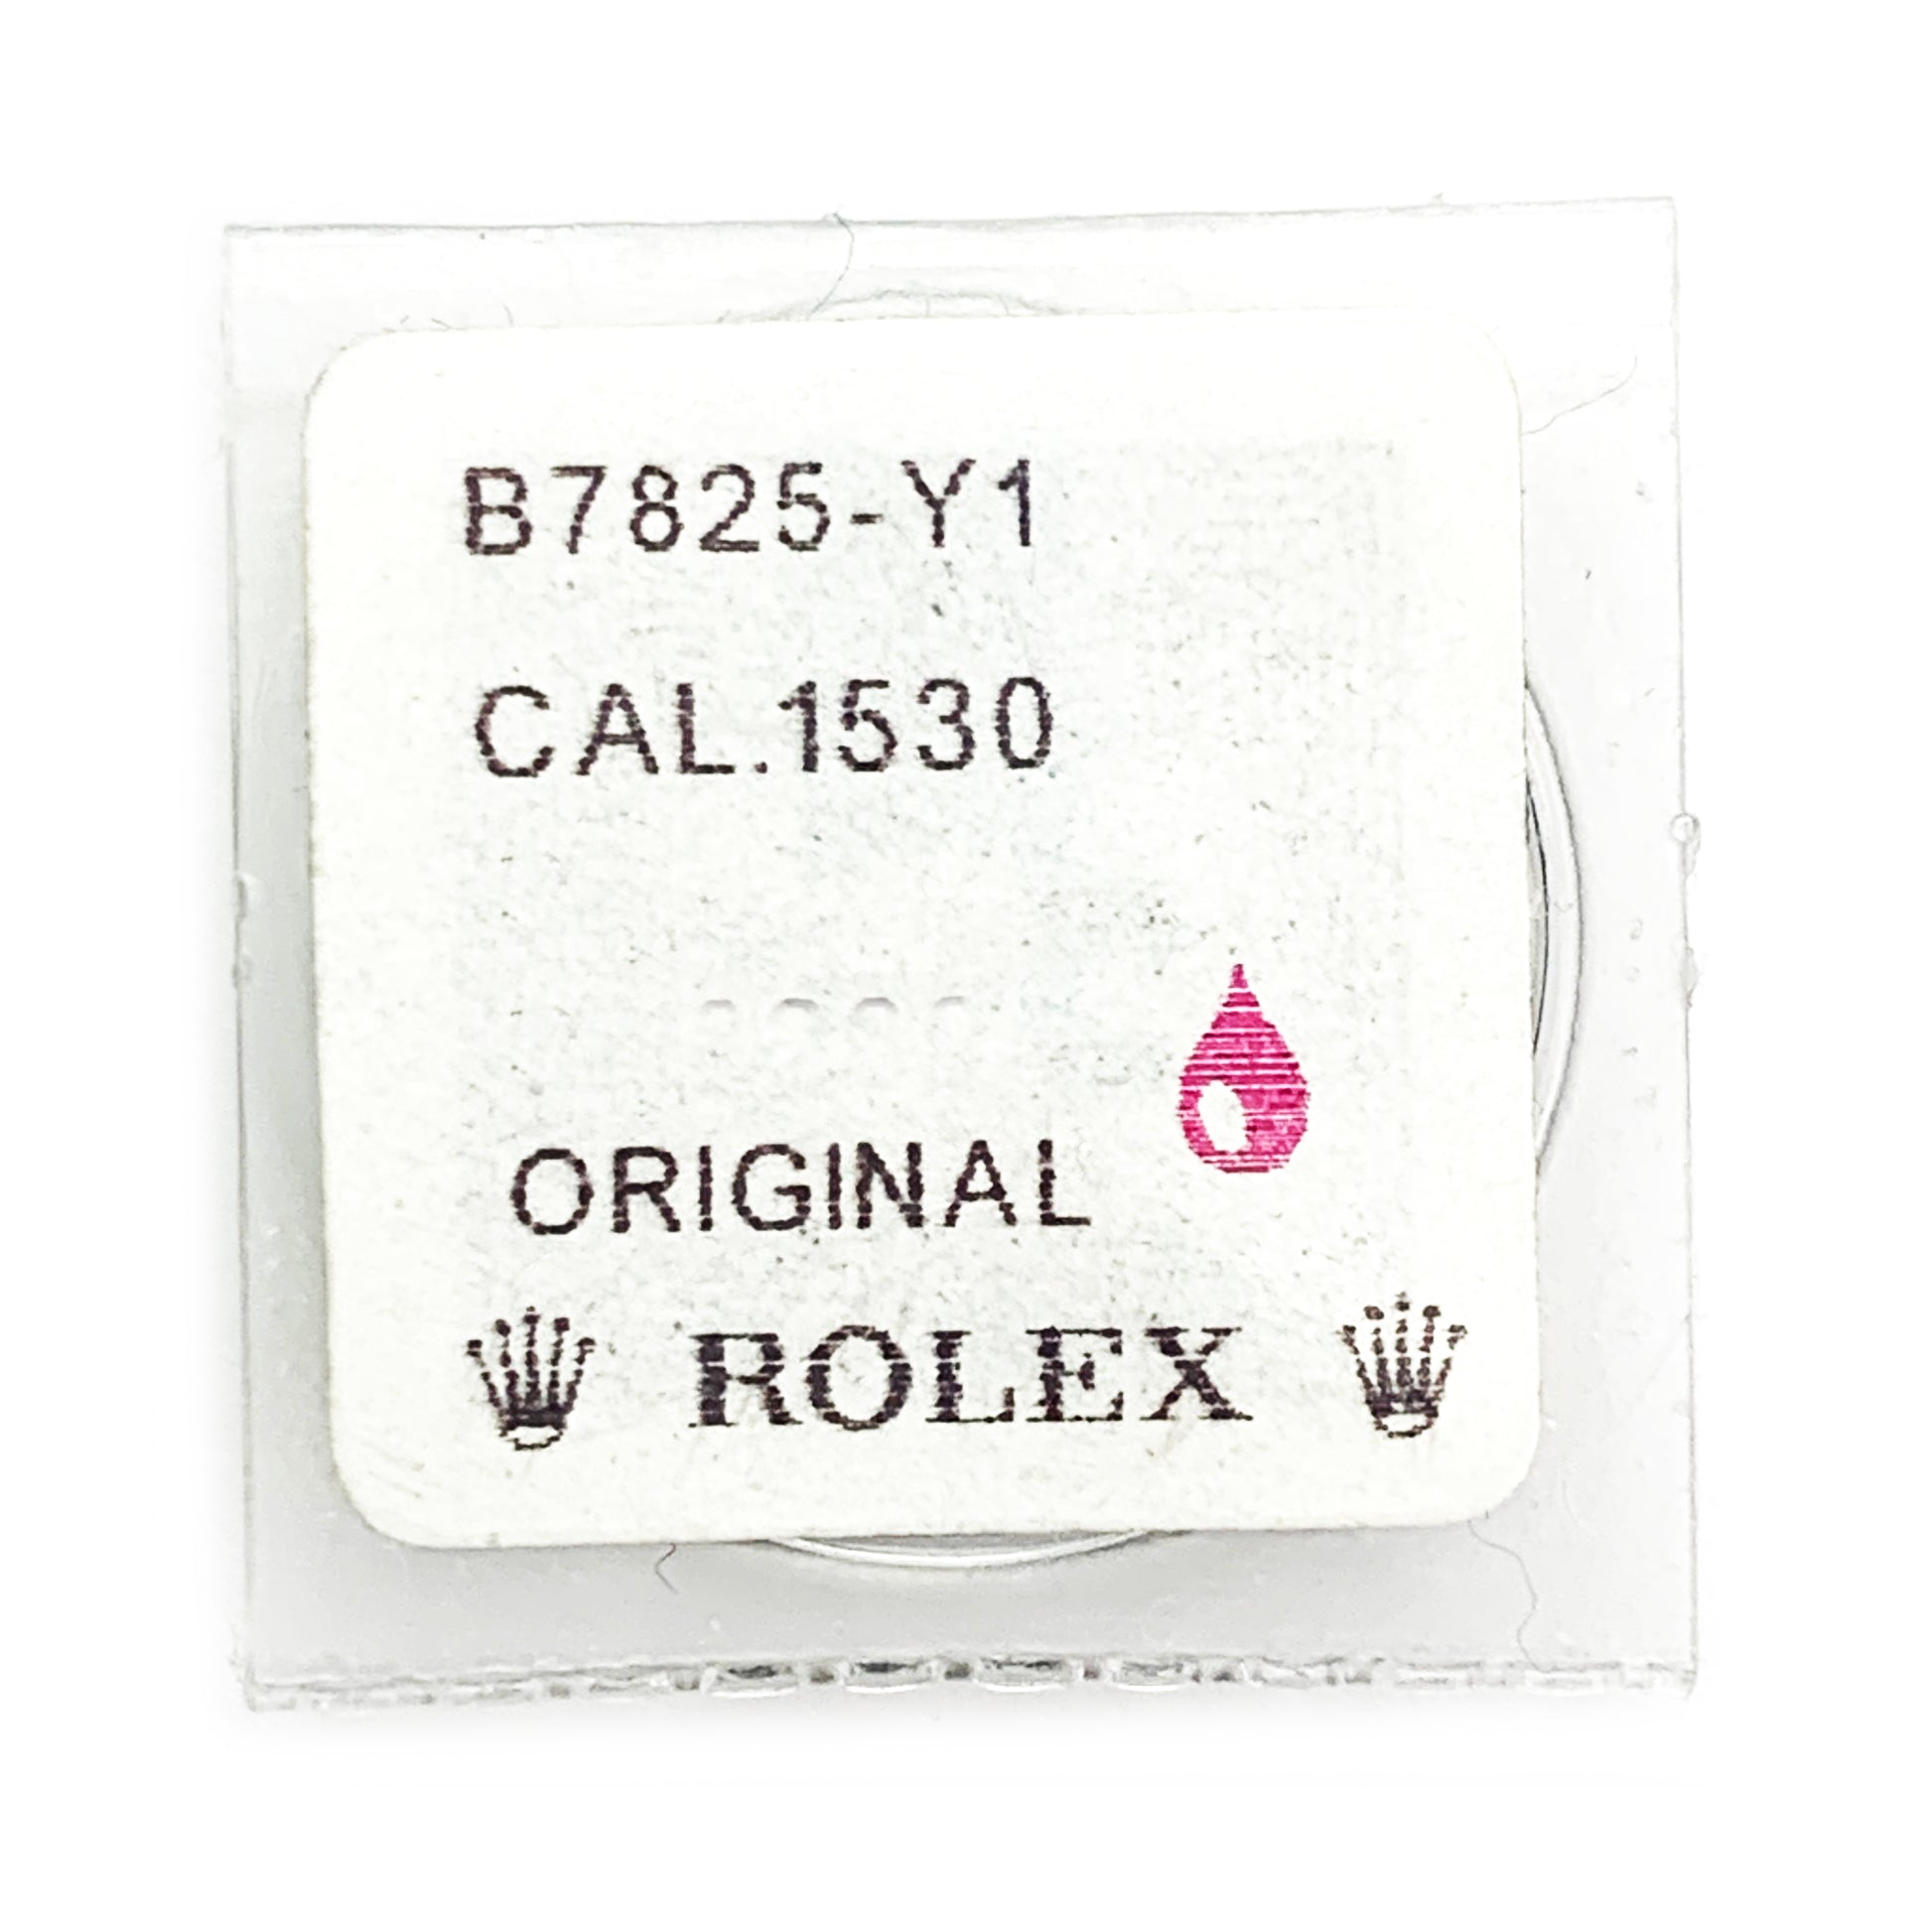 B7825-Y1
CAL.1530
ORIGINAL
ROLEX